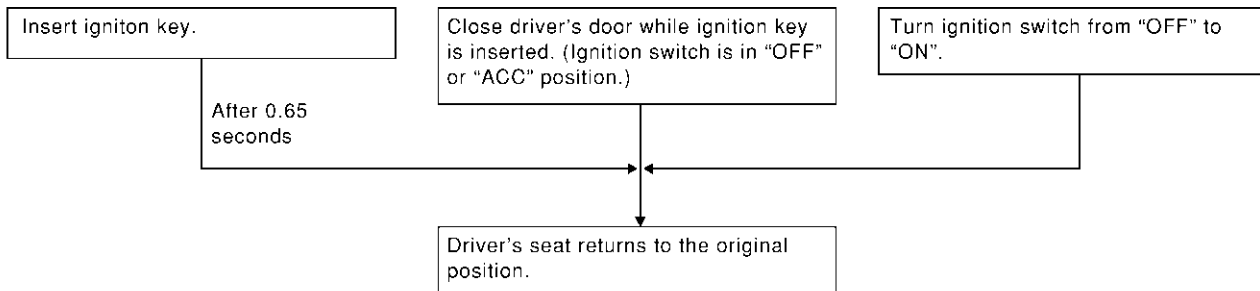 Insert igniton key.
Close driver's door while ignition key
is inserted. (Ignition switch is in “OFF”
or “ACC” position.)
Turn ignition switch from “OFF” to
“ON”.
After 0.65
seconds
Driver's seat returns to the original
position.